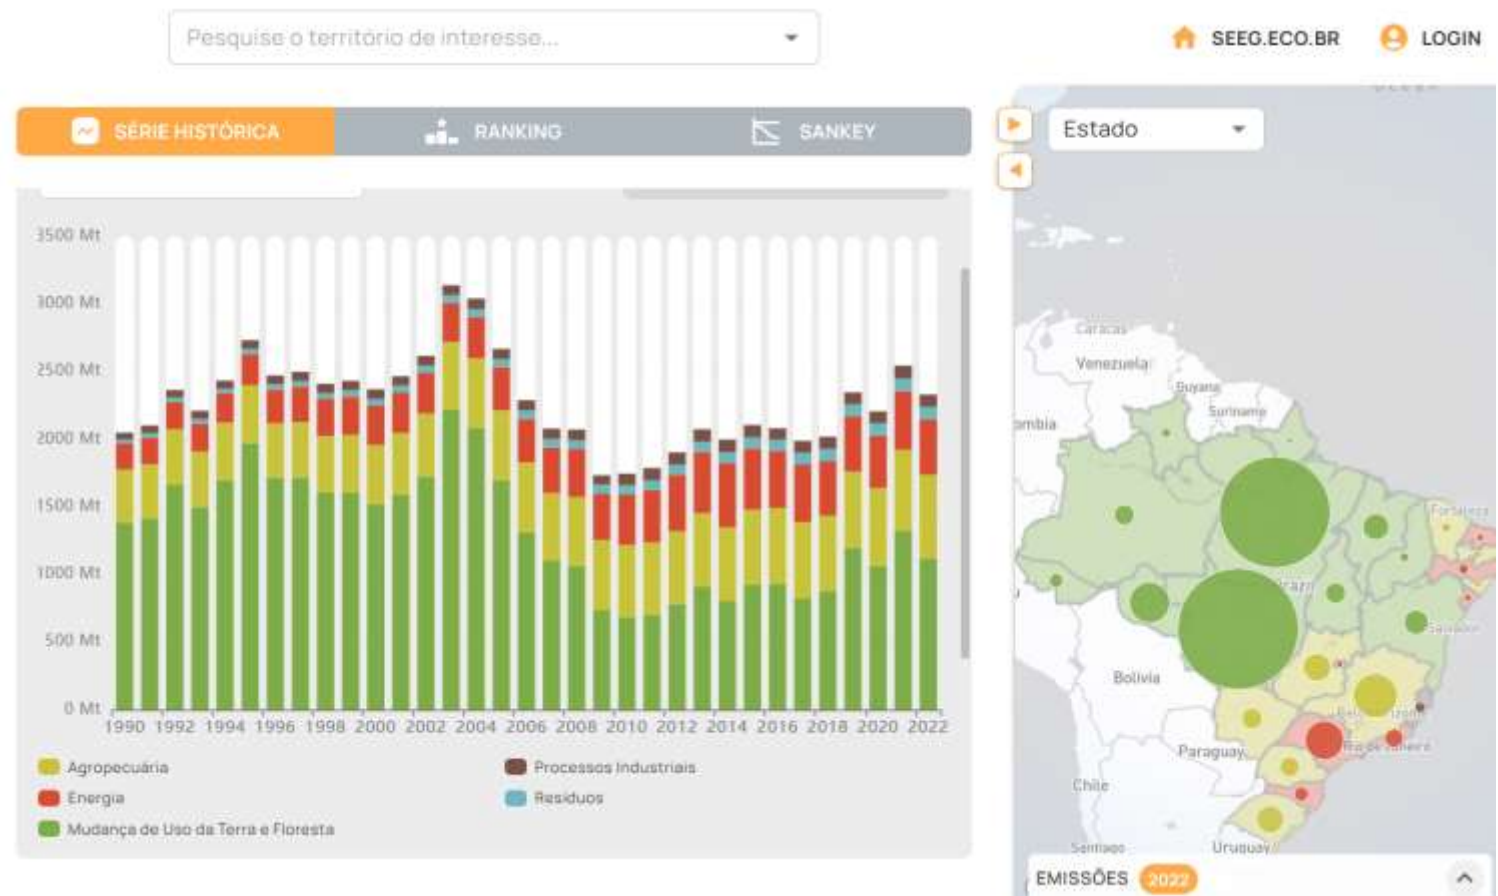 Pesquise o território de interesse...
SEEG.ECO.BR
LOGIN
SÉRIE HISTÓRICA
RANKING
SANKEY
Estado
3500 Mt
3000 Mt
2500 Mt
2000 Mt
1500 Mt
1000 Mt
500 Mt
0 Mt
1990 1992 1994 1996 1998 2000 2002 2004 2006 2008 2010 2012 2014 2016 2018 2020 2022
Agropecuária
Processos Industriais
Energia
Resíduos
Mudança de Uso da Terra e Floresta
Caracas
Venezuela
Guyana
Suriname
ombia
Fortaleza
Salvador
Bolivia
Rio de Janeiro
Paraguay
Chile
Santiago
Uruguay
EMISSÕES 2022